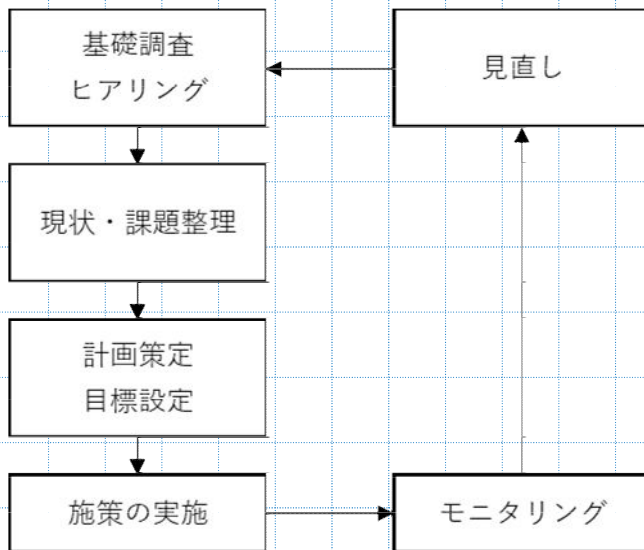 基礎調査
ヒアリング
見直し
現状・課題整理
計画策定
目標設定
施策の実施
モニタリング